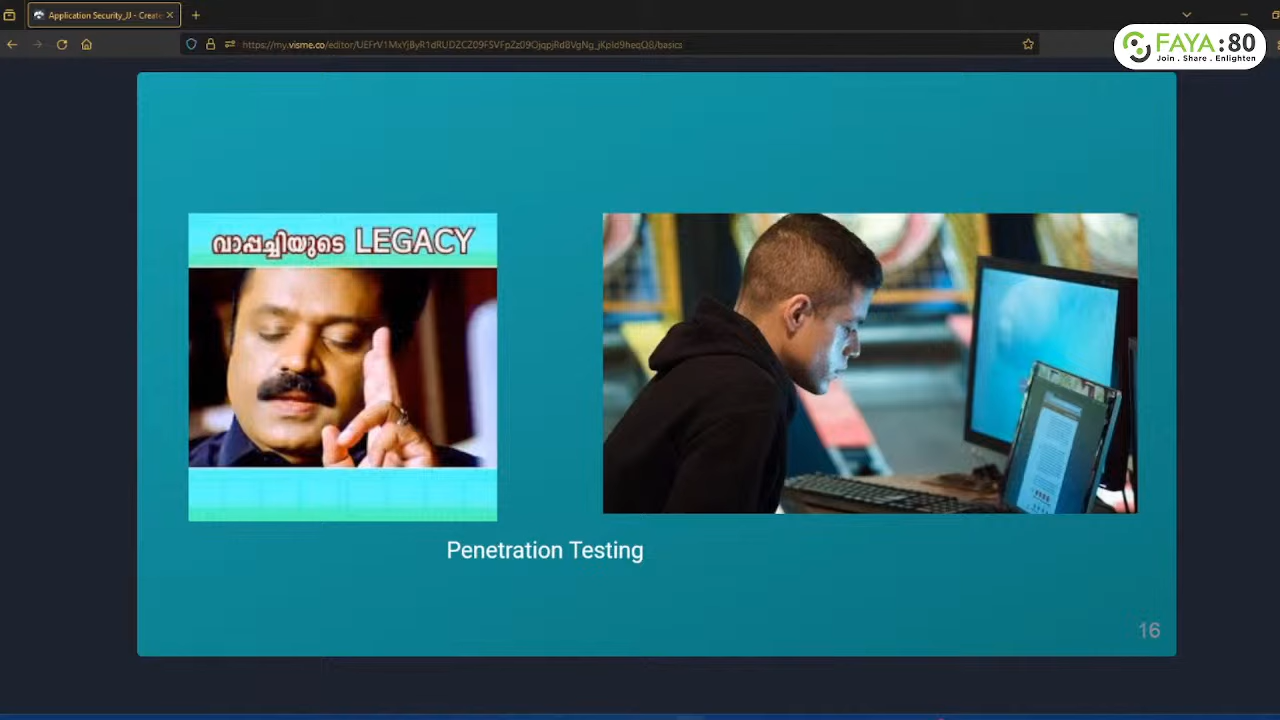 Application Security_JJ - Create
FAYA:80
Join . Share . Enlighten
വാപ്പച്ചിയുടെ LEGACY
Penetration Testing
16